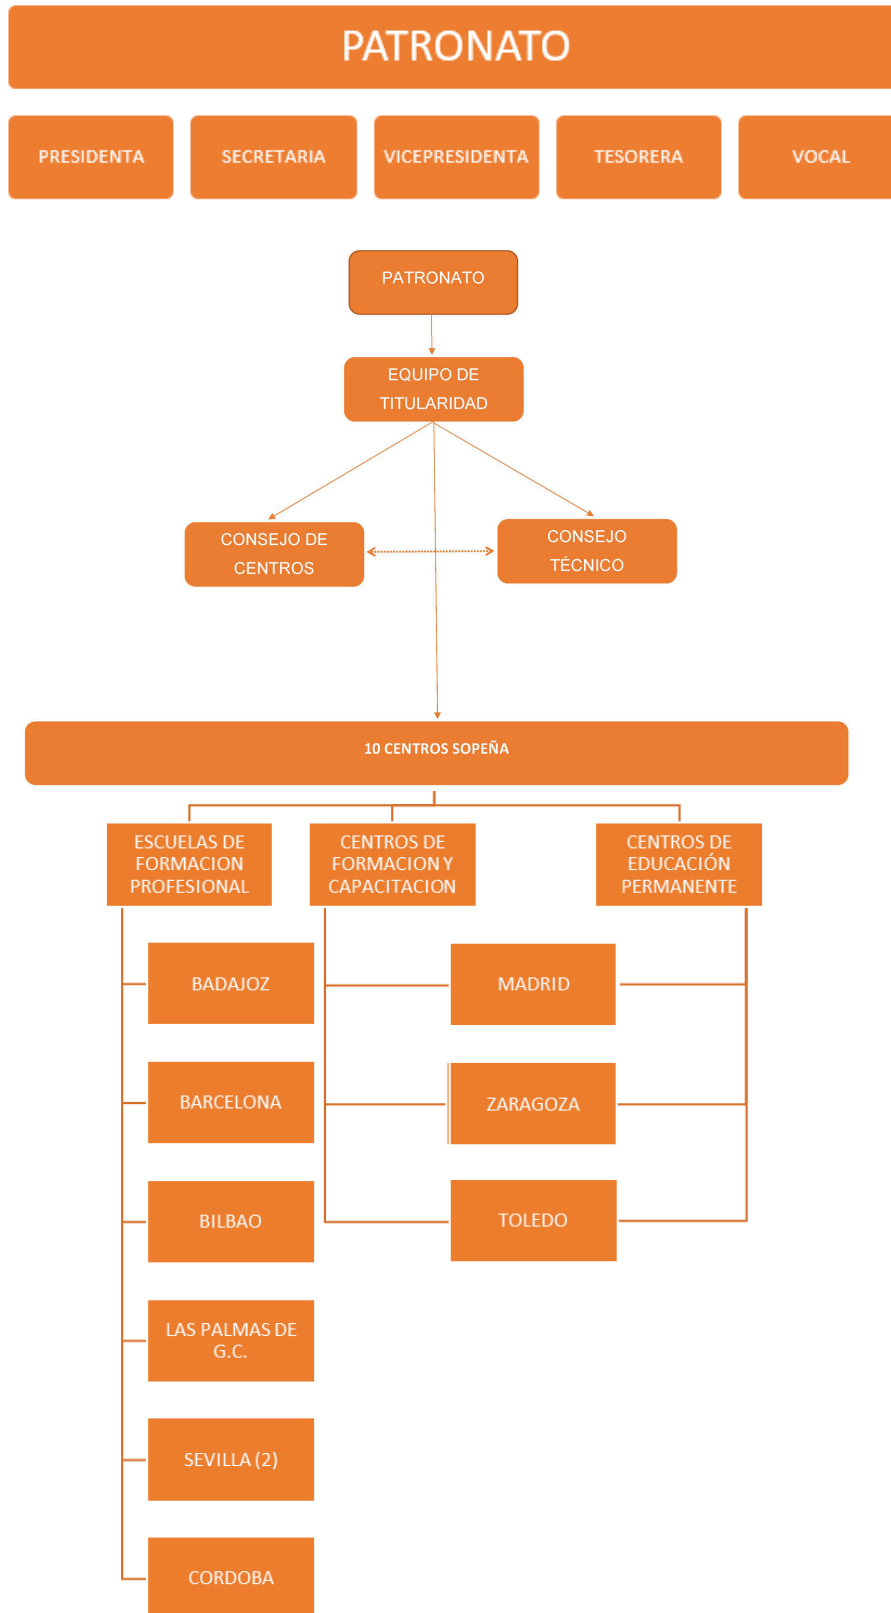 PATRONATO
PRESIDENTA
SECRETARIA
VICEPRESIDENTA
TESORERA
VOCAL
PATRONATO
EQUIPO DE
TITULARIDAD
CONSEJO DE
CENTROS
CONSEJO
TÉCNICO
10 CENTROS SOPEÑA
ESCUELAS DE
FORMACION
PROFESIONAL
CENTROS DE
FORMACION Y
CAPACITACION
CENTROS DE
EDUCACIÓN
PERMANENTE
BADAJOZ
BARCELONA
BILBAO
LAS PALMAS DE
G.C.
SEVILLA (2)
CORDOBA
MADRID
ZARAGOZA
TOLEDO